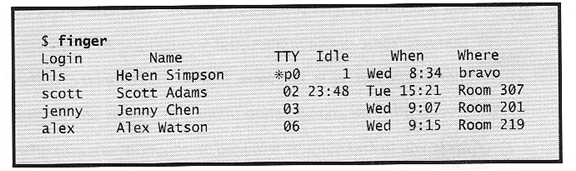 $ finger
Login Name TTY Idle When Where
hls Helen Simpson *p0 1 Wed 8:34 bravo
scott Scott Adams 02 23:48 Tue 15:21 Room 307
jenny Jenny Chen 03 Wed 9:07 Room 201
alex Alex Watson 06 Wed 9:15 Room 219